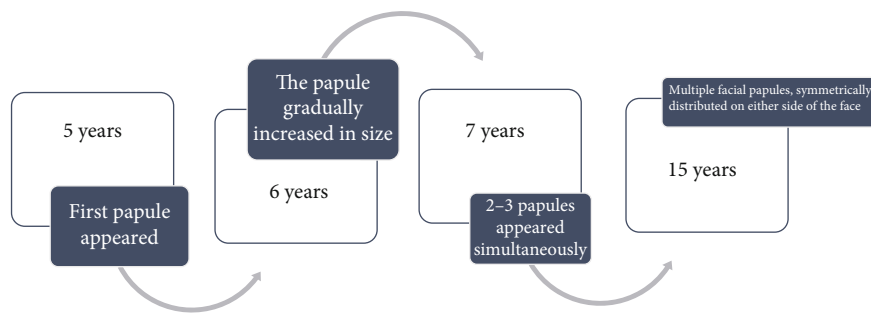 5 years
First papule
appeared
The papule
gradually
increased in size
6 years
7 years
2–3 papules
appeared
simultaneously
Multiple facial papules, symmetrically
distributed on either side of the face
15 years